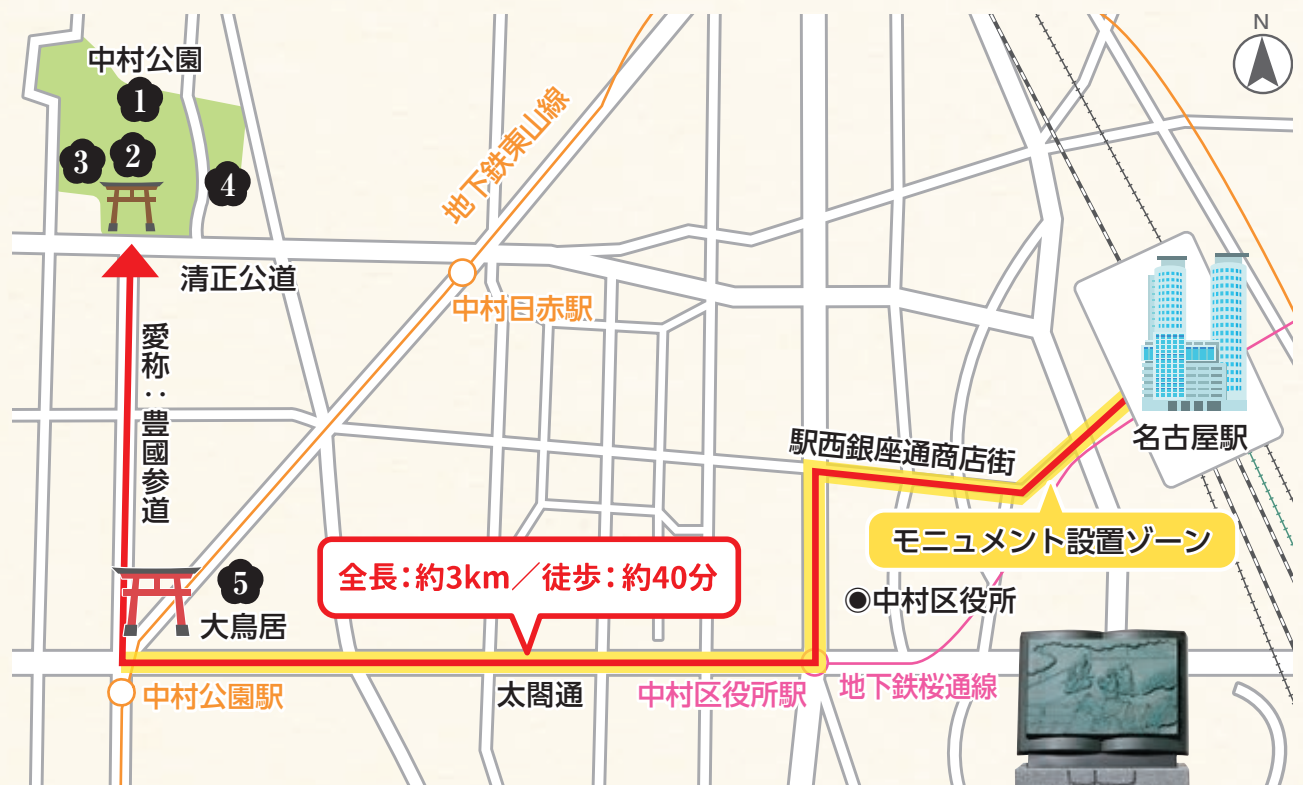 N
中村公園
1
2
3
4
地下鉄東山線
清正公道
中村日赤駅
愛称：豊國参道
名古屋駅
駅西銀座通商店街
モニュメント設置ゾーン
全長：約3km／徒歩：約40分
5
大鳥居
◉中村区役所
中村公園駅
太閤通
中村区役所駅
地下鉄桜通線